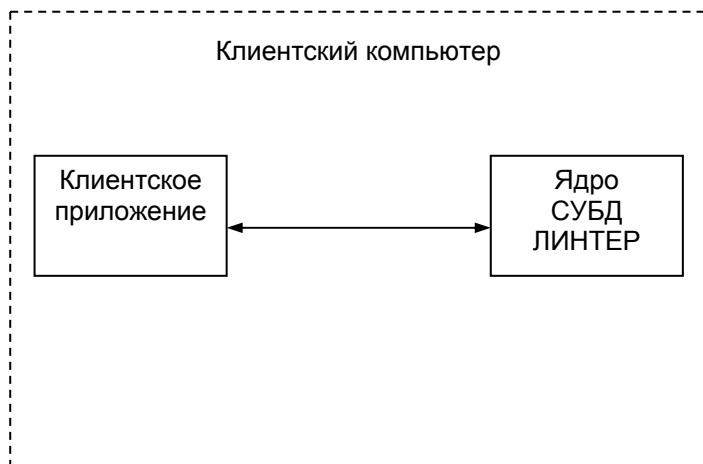 Клиентский компьютер
Клиентское
приложение
Ядро
СУБД
ЛИНТЕР